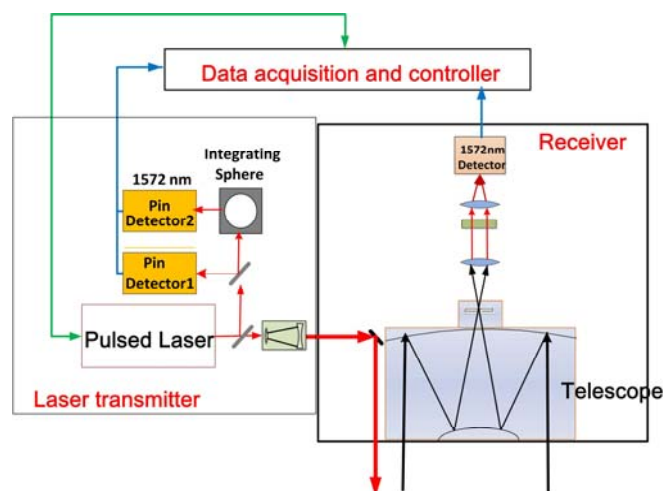 Data acquisition and controller
Receiver
1572nm
Detector
Integrating
Sphere
1572 nm
Pin
Detector2
Pin
Detector1
Pulsed Laser
Laser transmitter
Telescope